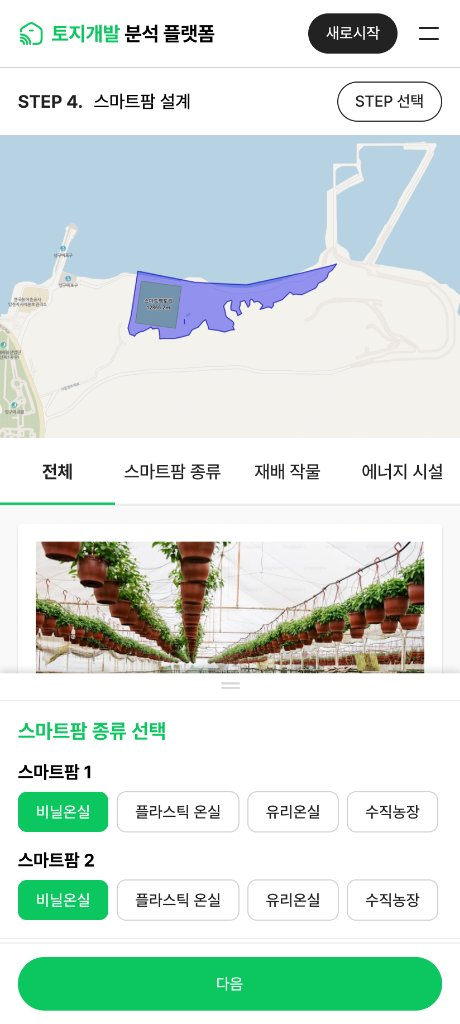 토지개발 분석 플랫폼
새로시작
STEP 4. 스마트팜 설계
STEP 선택
전체
스마트팜 종류
재배 작물
에너지 시설
스마트팜 종류 선택
스마트팜 1
비닐온실
플라스틱 온실
유리온실
수직농장
스마트팜 2
비닐온실
플라스틱 온실
유리온실
수직농장
다음